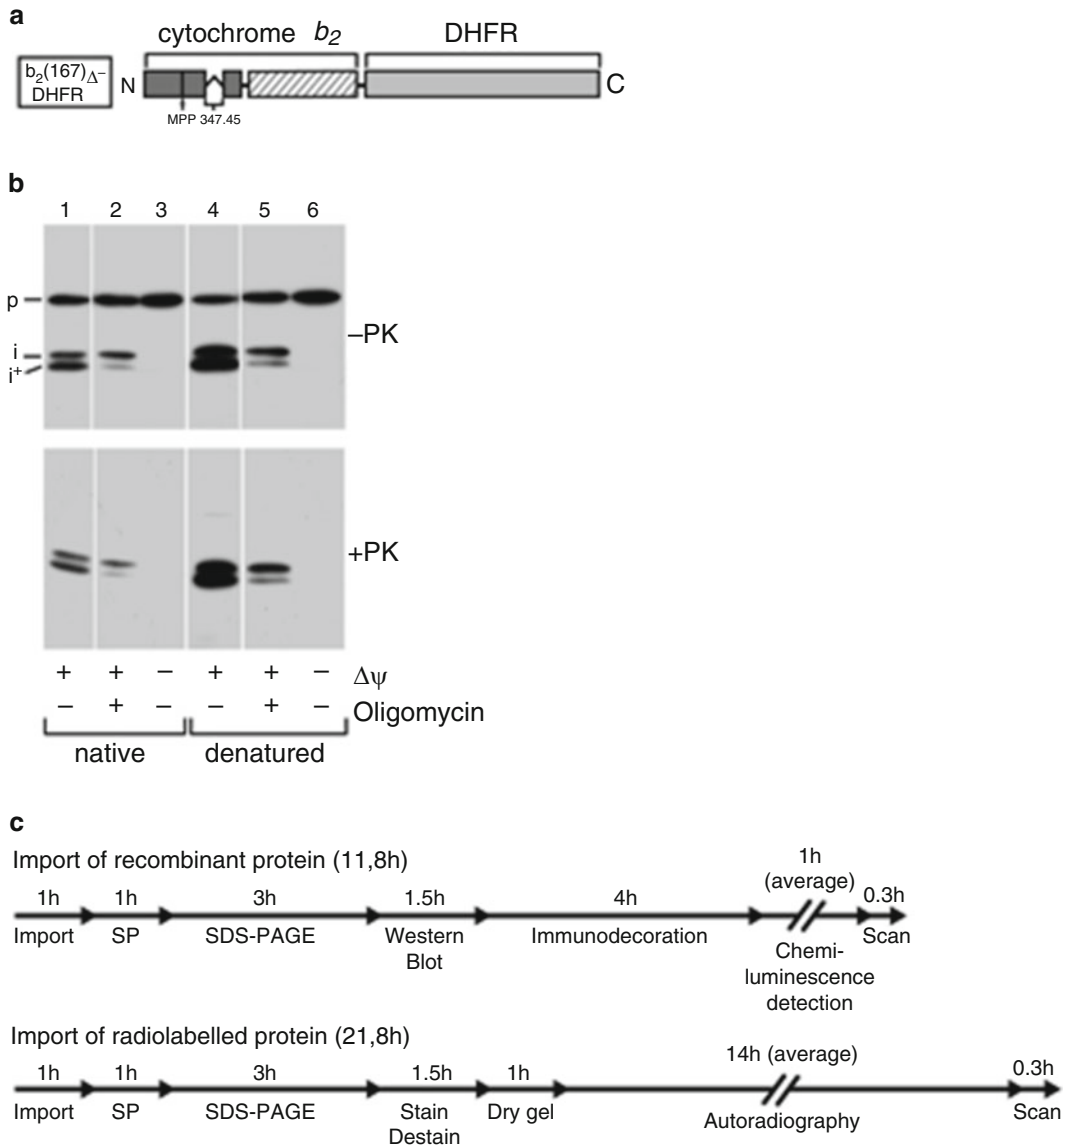 a
cytochrome b2 DHFR
b2(167)Δ–
DHFR
N
C
MPP 347.45
b
1 2 3 4 5 6
p
i
i+
–PK
+PK
+ + – + + – Δψ
– + – – + – Oligomycin
native denatured
c
Import of recombinant protein (11,8h)
1h 1h 3h 1.5h 4h 1h (average) 0.3h
Import SP SDS-PAGE Western Blot Immunodecoration Chemi-luminescence detection Scan
Import of radiolabelled protein (21,8h)
1h 1h 3h 1.5h 1h 14h (average) 0.3h
Import SP SDS-PAGE Stain Destain Dry gel Autoradiography Scan